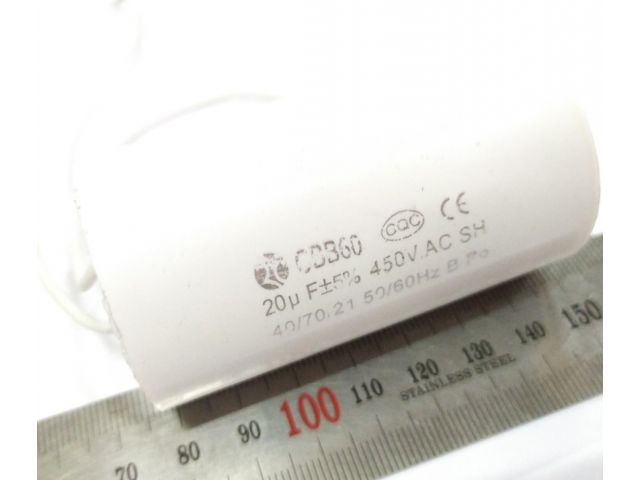 CQC CE
CBB60
20μF±5% 450V.AC SH
40/70/21 50/60Hz B Po
70 80 90 100 110 120 130 140 150
STAINLESS STEEL